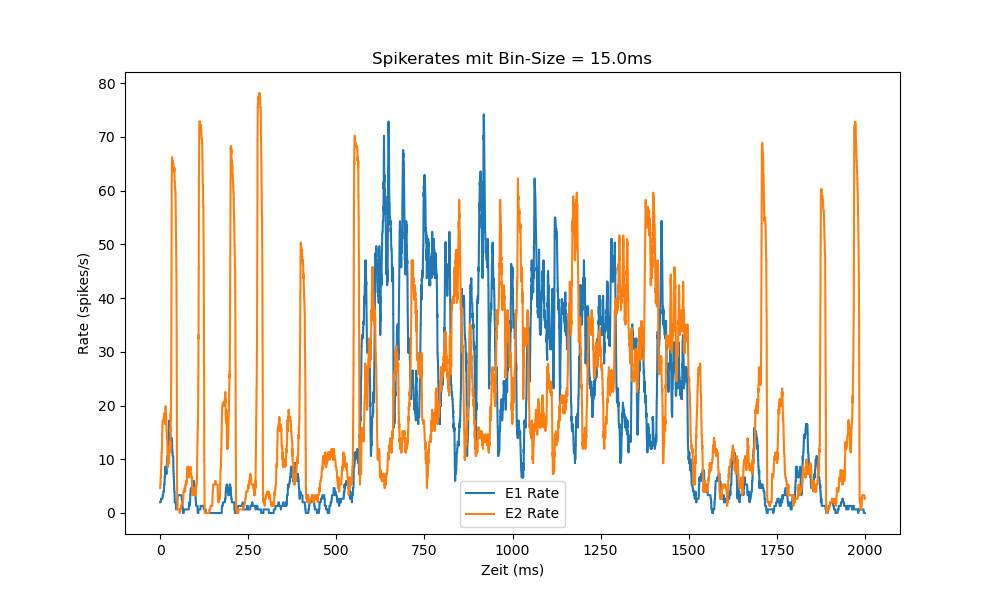 Spikerates mit Bin-Size = 15.0ms
80
70
60
50
40
30
20
10
0
Rate (spikes/s)
E1 Rate
E2 Rate
0 250 500 750 1000 1250 1500 1750 2000
Zeit (ms)